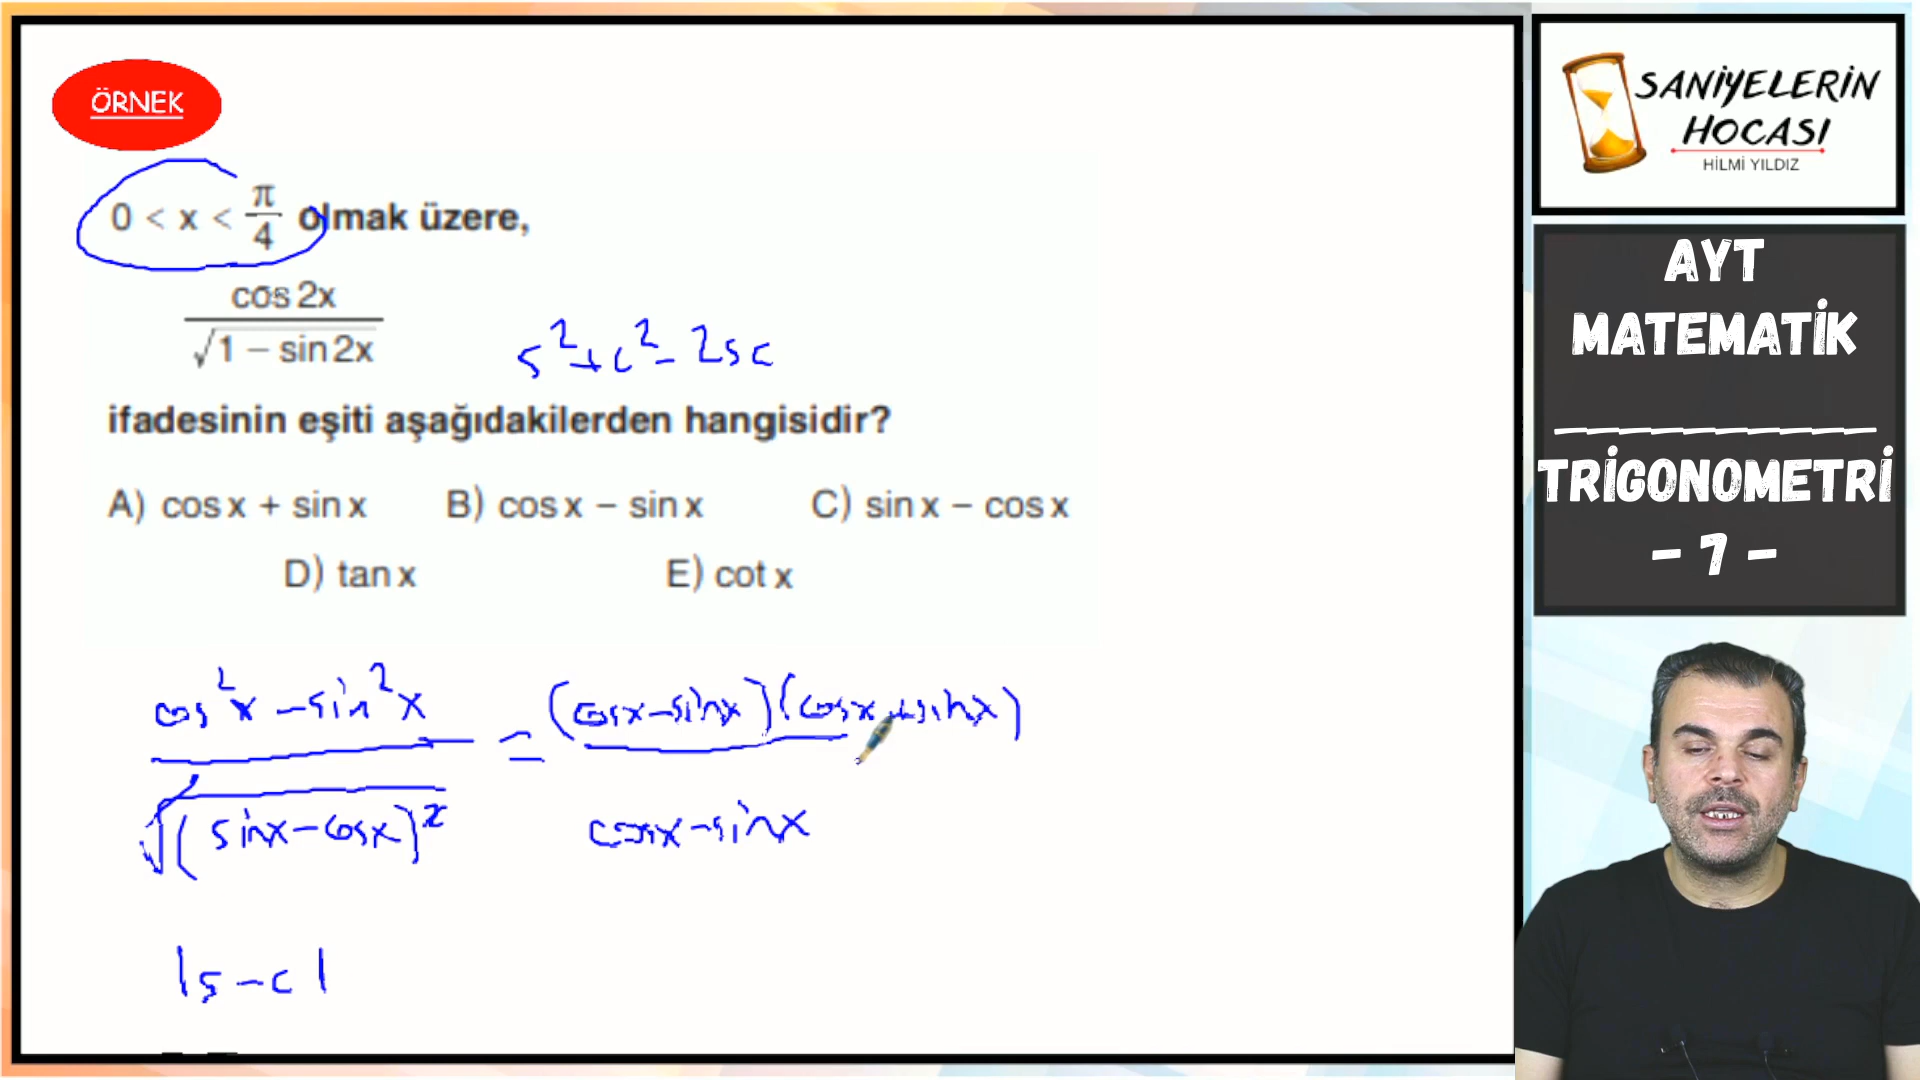 ÖRNEK
0 < x < π/4 olmak üzere,
cos 2x
√1 − sin 2x
s² + c² − 2sc
ifadesinin eşiti aşağıdakilerden hangisidir?
A) cos x + sin x B) cos x − sin x C) sin x − cos x
D) tan x E) cot x
cos²x − sin²x = (cosx − sinx)(cosx + sinx)
√(sinx − cosx)² cosx − sinx
|s − c|
SANİYELERİN
HOCASI
HİLMİ YILDIZ
AYT
MATEMATİK
TRİGONOMETRİ
- 7 -